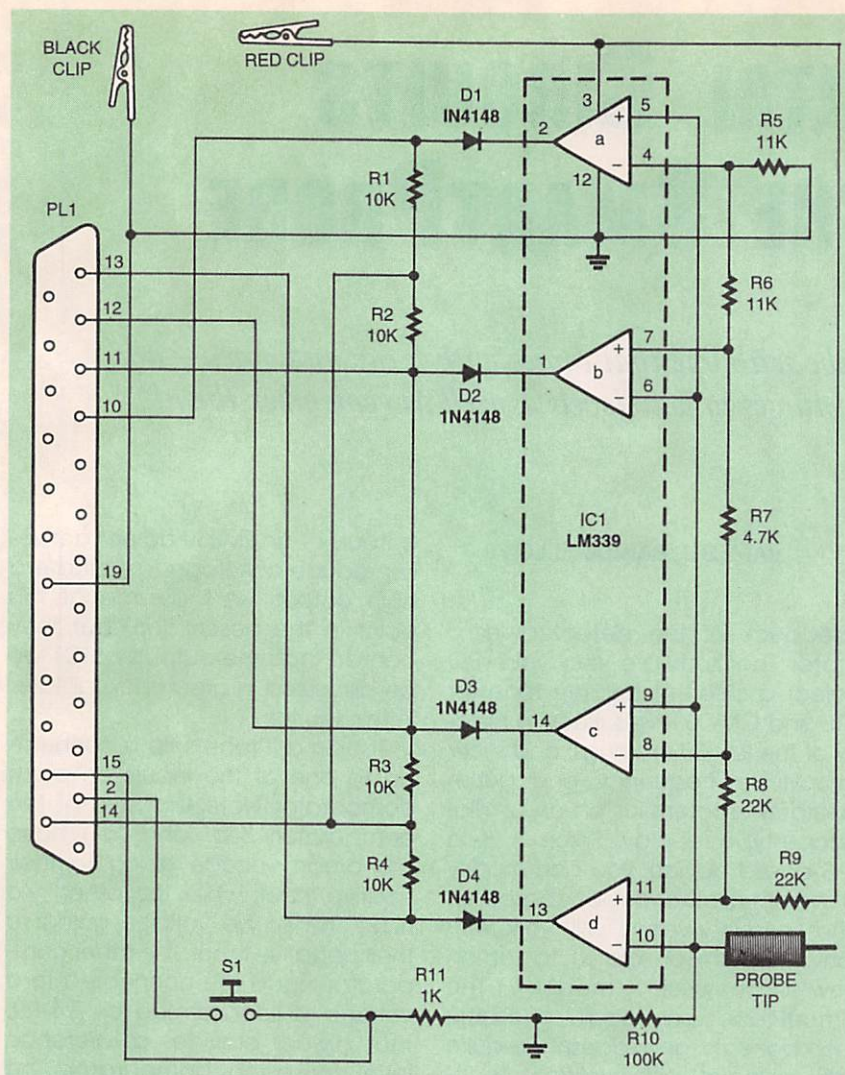 BLACK
CLIP
RED CLIP
D1
IN4148
3
5
2
a
+
R5
11K
4
−
R1
10K
12
PL1
13
R6
11K
12
R2
10K
7
11
1
b
+
6
−
10
D2
1N4148
R7
4.7K
IC1
LM339
19
D3
1N4148
9
14
c
+
8
−
R3
10K
R8
22K
15
2
D4
1N4148
14
R4
10K
11
R9
22K
13
d
+
10
−
S1
R11
1K
PROBE
TIP
R10
100K